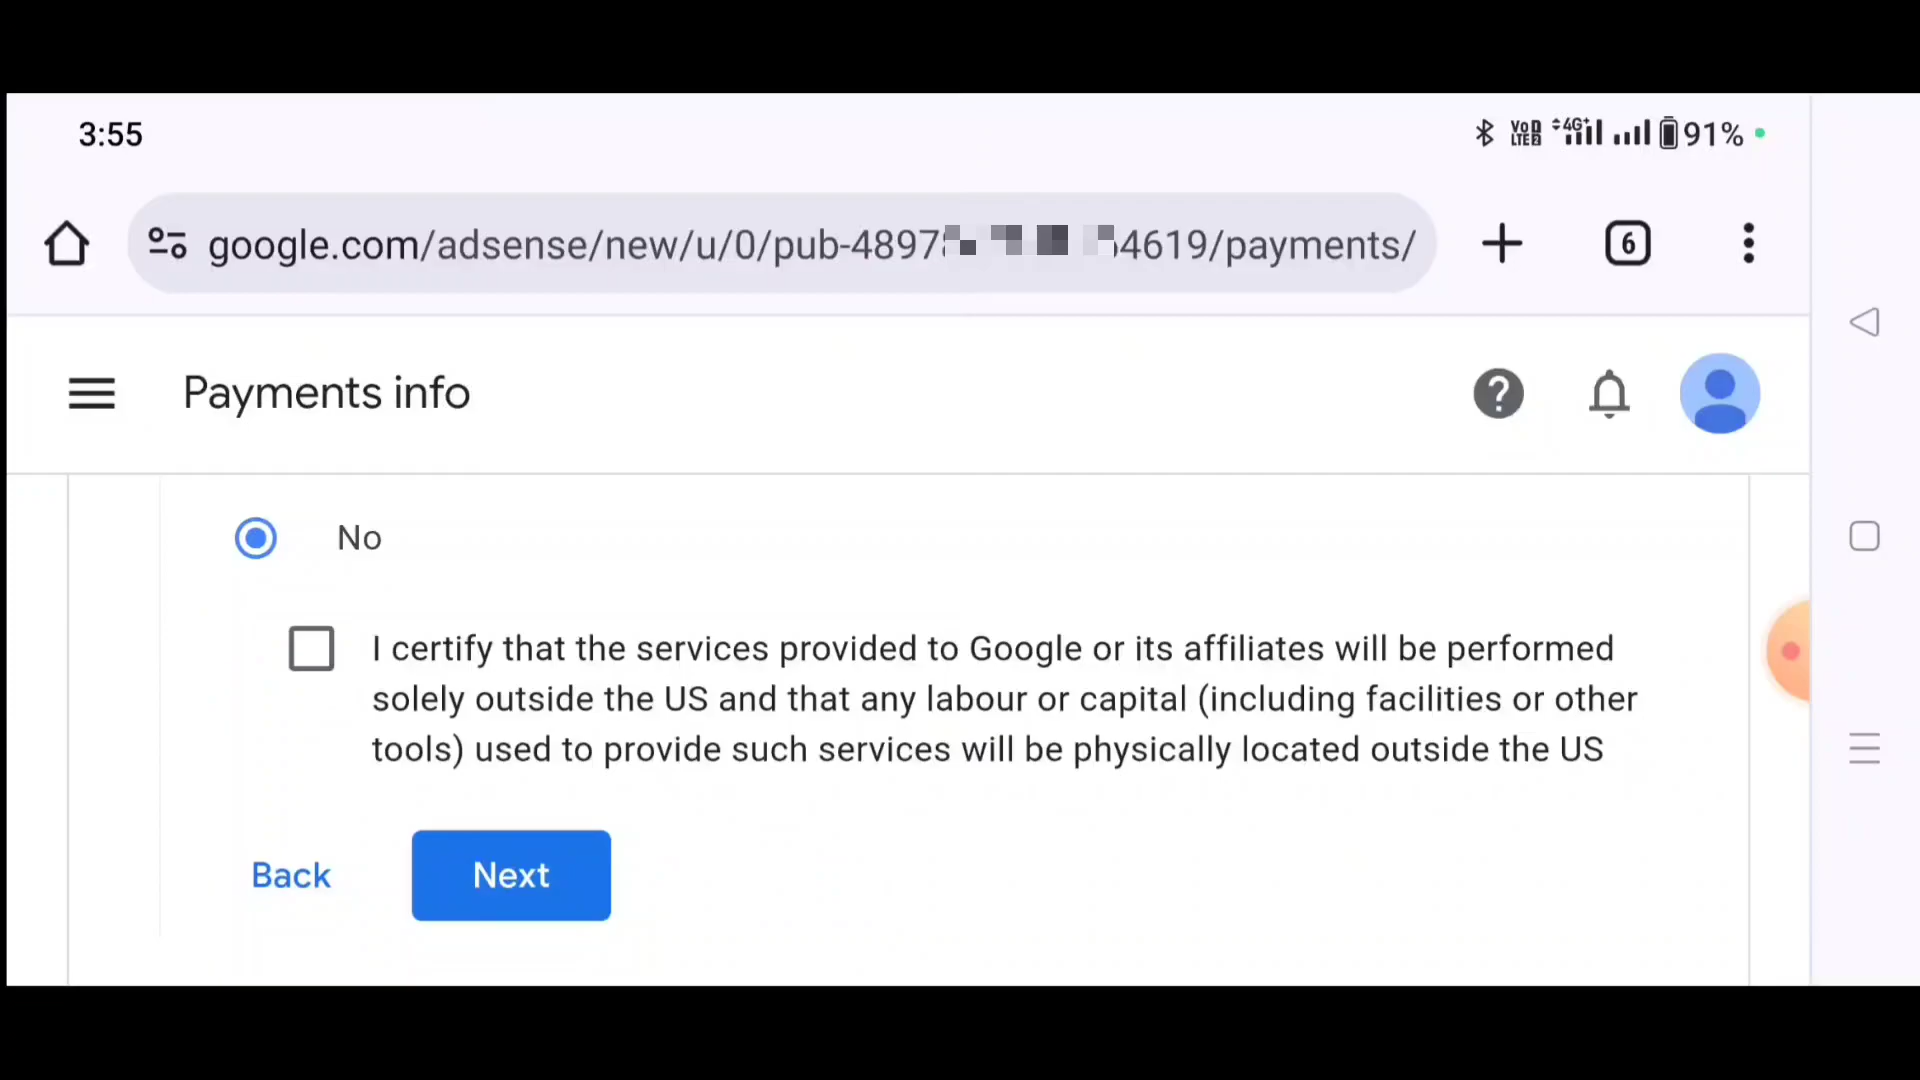 3:55
VoD LTE2 4G+ 91%
google.com/adsense/new/u/0/pub-4897 4619/payments/
6
Payments info
No
I certify that the services provided to Google or its affiliates will be performed
solely outside the US and that any labour or capital (including facilities or other
tools) used to provide such services will be physically located outside the US
Back
Next